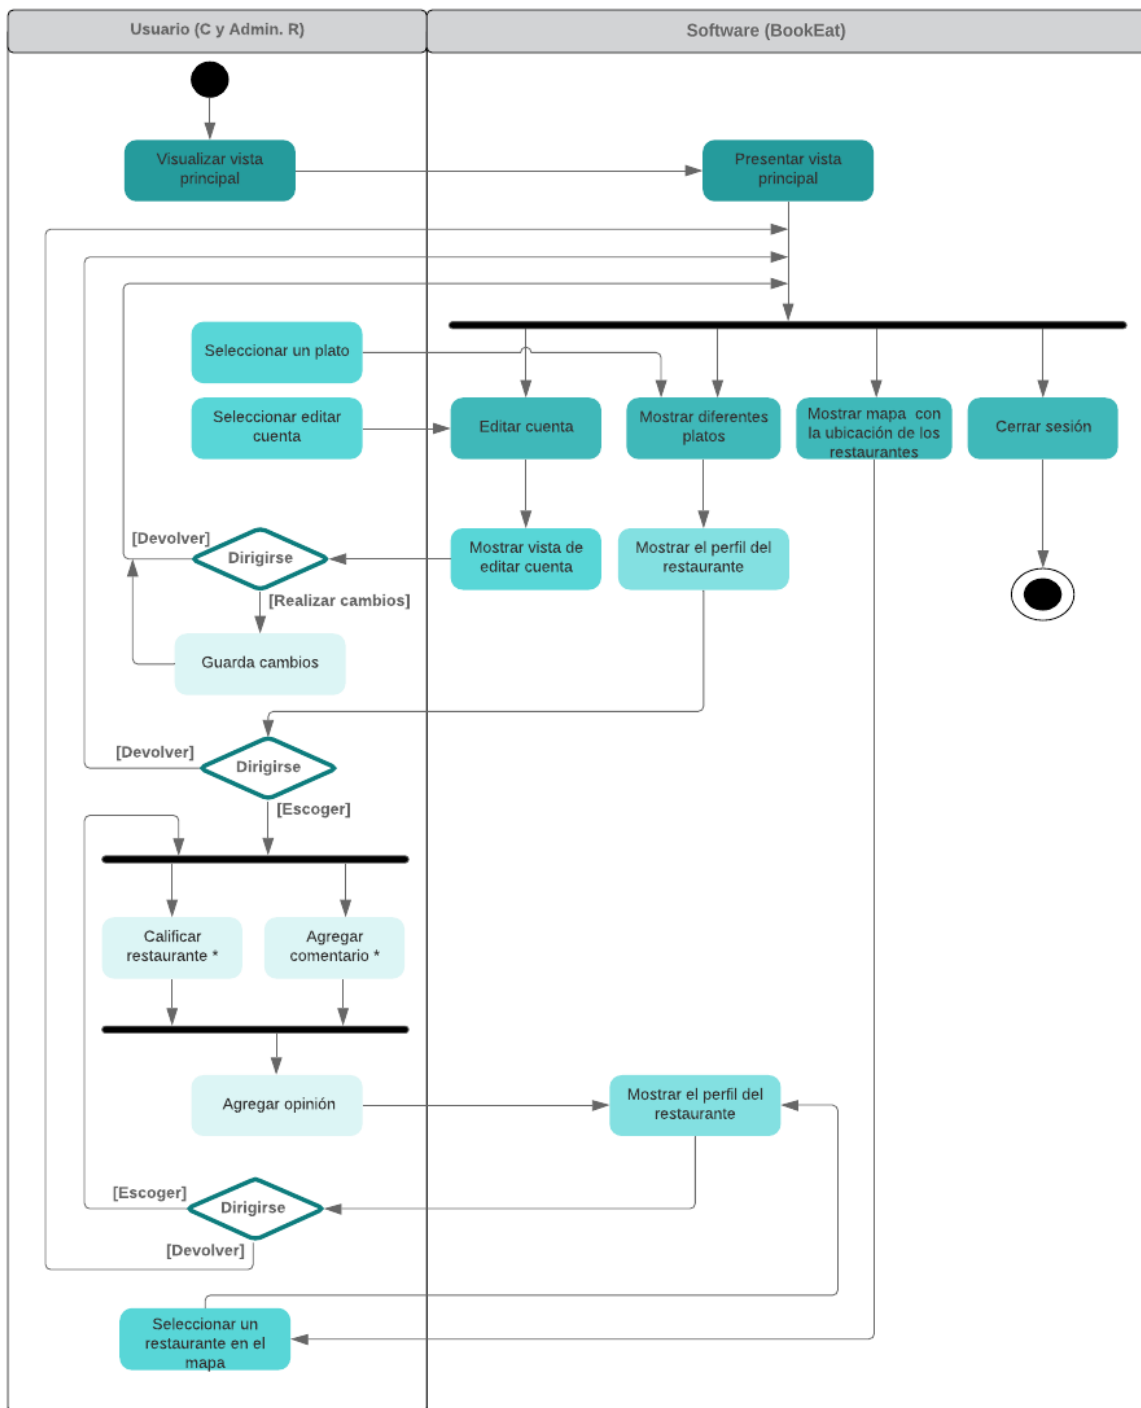 Usuario (C y Admin. R)
Software (BookEat)
Visualizar vista
principal
Presentar vista
principal
Seleccionar un plato
Seleccionar editar
cuenta
Editar cuenta
Mostrar diferentes
platos
Mostrar mapa con
la ubicación de los
restaurantes
Cerrar sesión
[Devolver]
Dirigirse
Mostrar vista de
editar cuenta
Mostrar el perfil del
restaurante
[Realizar cambios]
Guarda cambios
[Devolver]
Dirigirse
[Escoger]
Calificar
restaurante *
Agregar
comentario *
Agregar opinión
Mostrar el perfil del
restaurante
[Escoger]
Dirigirse
[Devolver]
Seleccionar un
restaurante en el
mapa